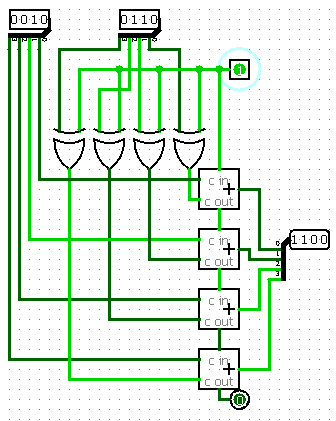 0010 0110
1
c in
+
c out
c in
+
c out
1100
c in
+
c out
c in
+
c out
0